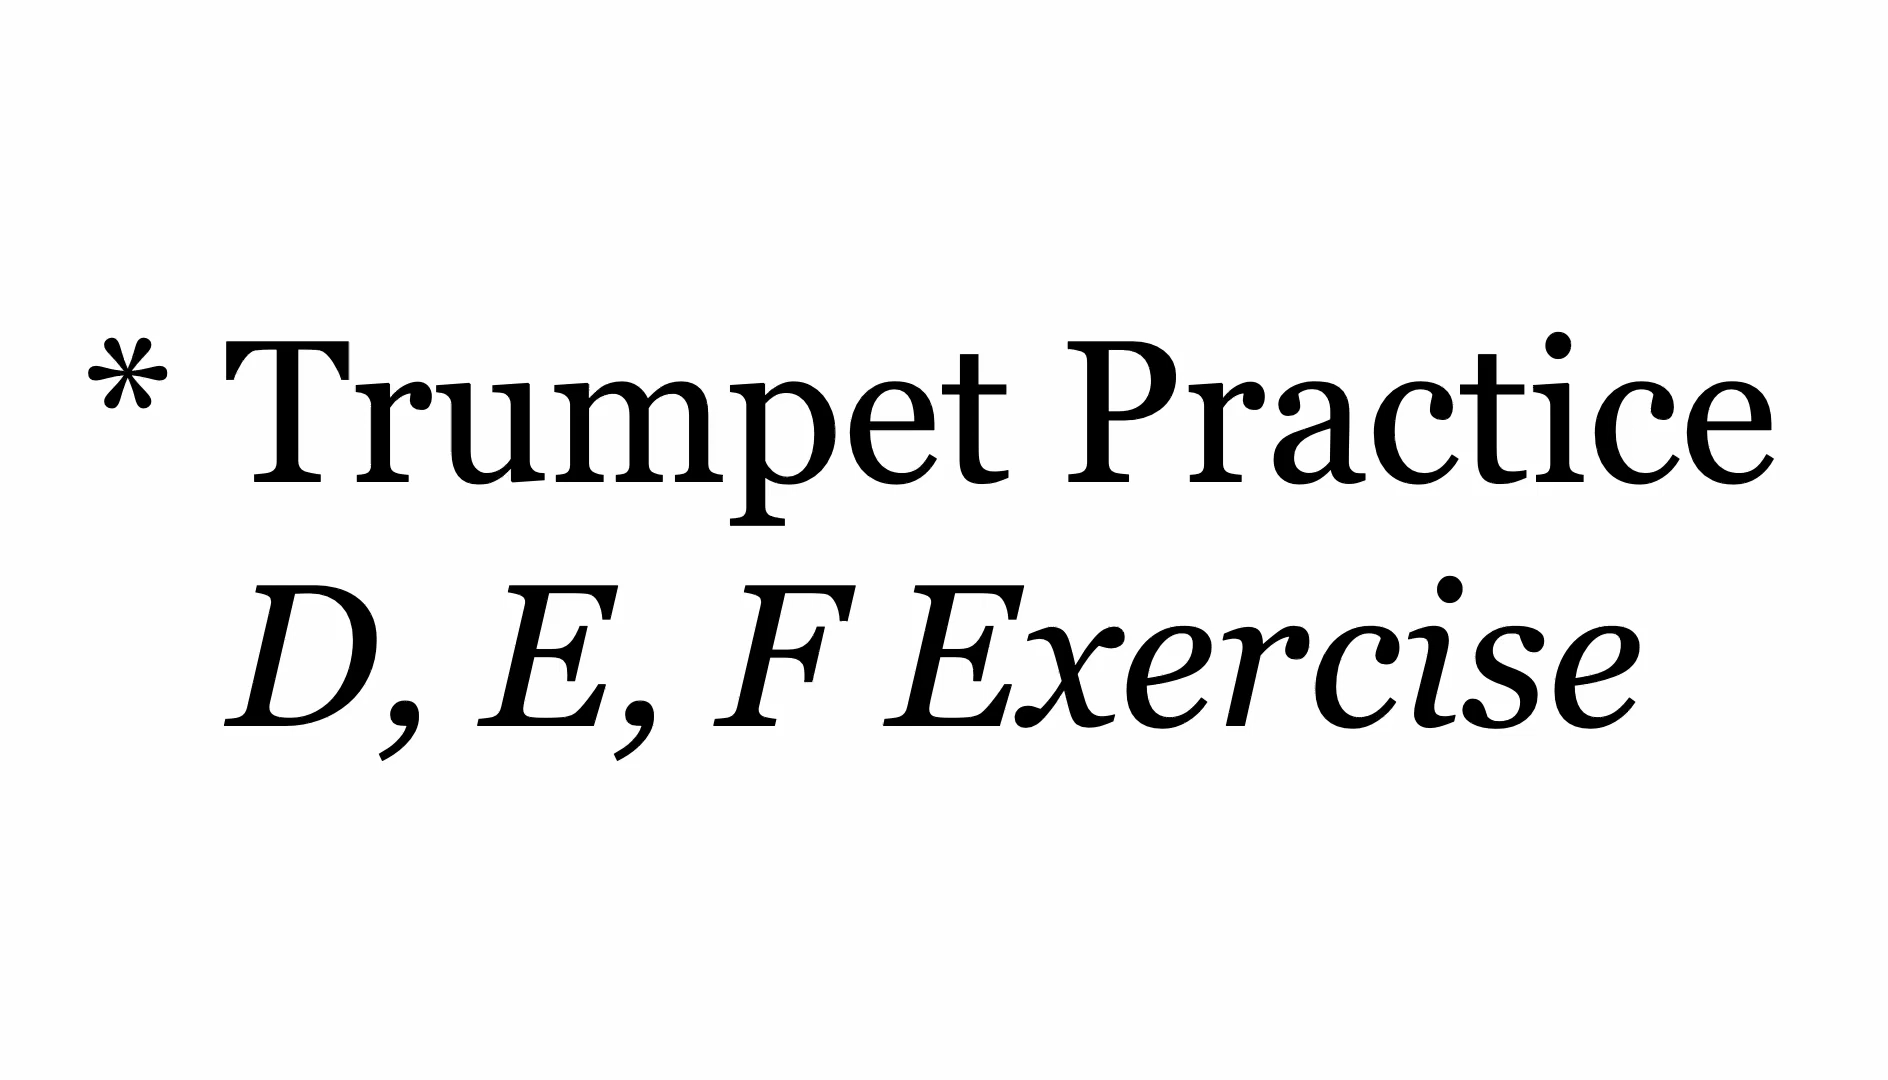 * Trumpet Practice
D, E, F Exercise